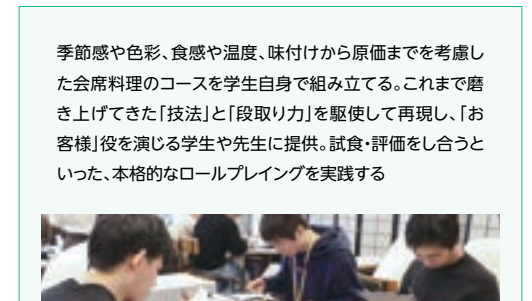 季節感や色彩、食感や温度、味付けから原価までを考慮し
た会席料理のコースを学生自身で組み立てる。これまで磨
き上げてきた「技法」と「段取り力」を駆使して再現し、「お
客様」役を演じる学生や先生に提供。試食・評価をし合うと
いった、本格的なロールプレイングを実践する